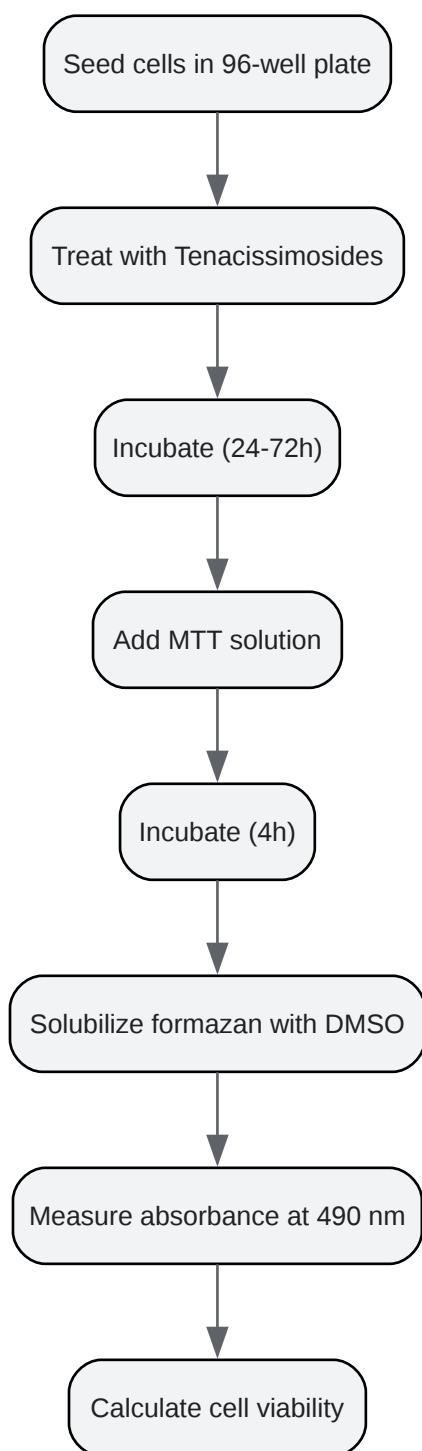 Seed cells in 96-well plate
Treat with Tenacissimosides
Incubate (24-72h)
Add MTT solution
Incubate (4h)
Solubilize formazan with DMSO
Measure absorbance at 490 nm
Calculate cell viability